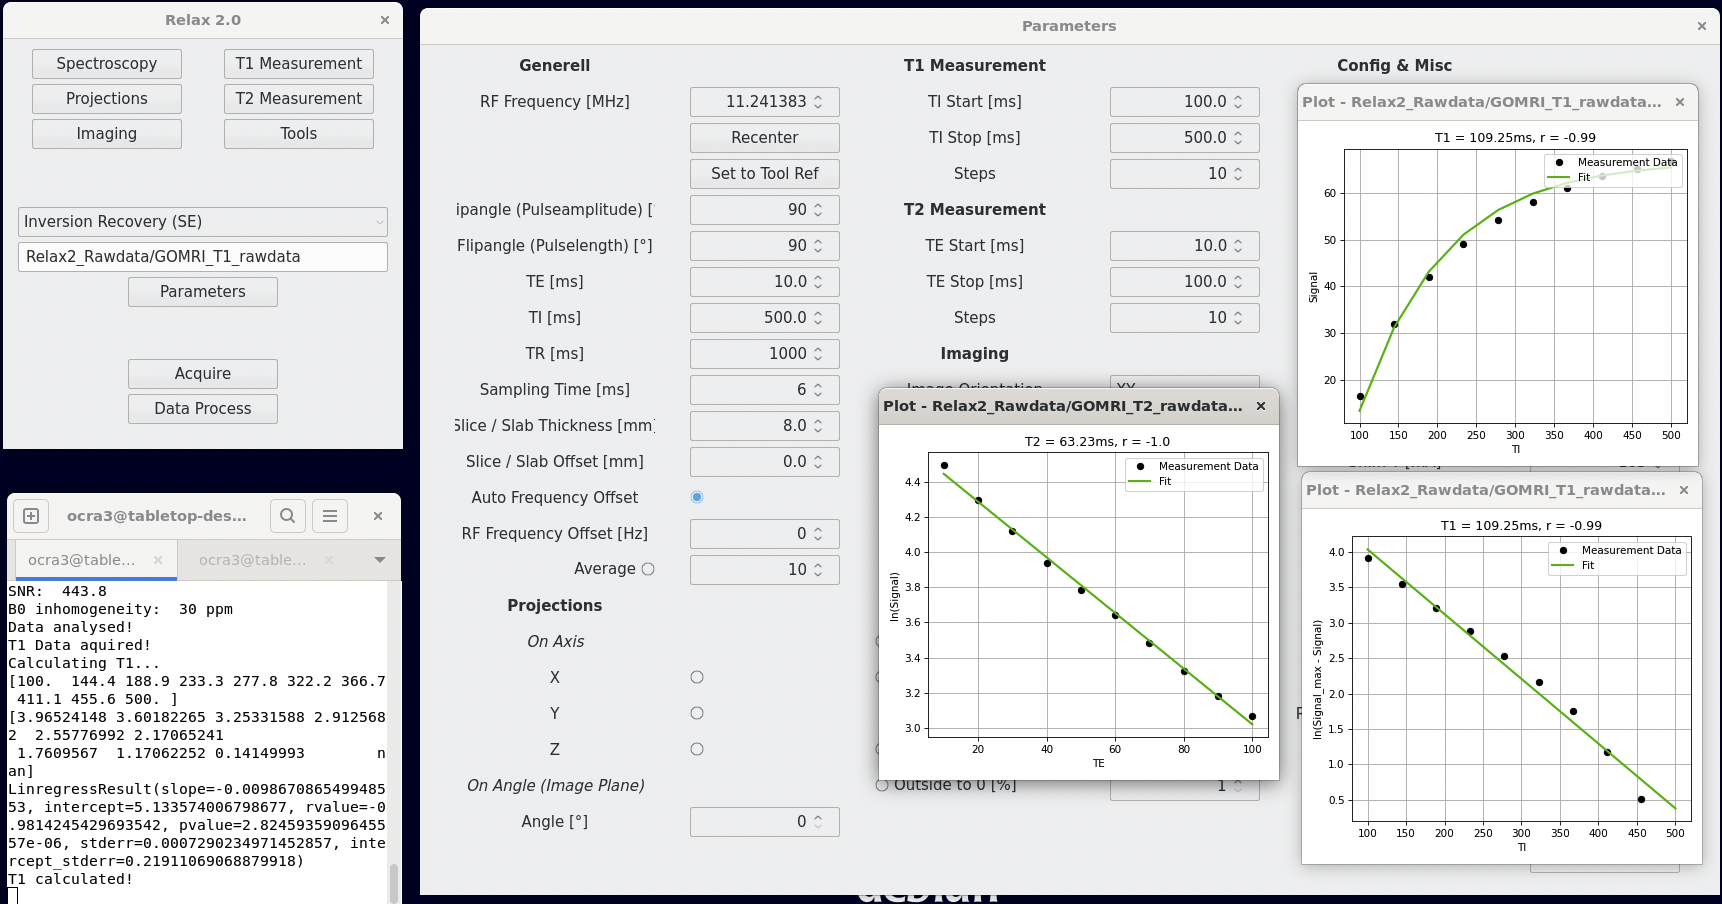 Relax 2.0
Spectroscopy
T1 Measurement
Projections
T2 Measurement
Imaging
Tools
Inversion Recovery (SE)
Relax2_Rawdata/GOMRI_T1_rawdata
Parameters
Acquire
Data Process
ocra3@tabletop-des...
ocra3@table...
ocra3@table...
SNR:  443.8
B0 inhomogeneity:  30 ppm
Data analysed!
T1 Data aquired!
Calculating T1...
[100.  144.4 188.9 233.3 277.8 322.2 366.7
 411.1 455.6 500. ]
[3.96524148 3.60182265 3.25331588 2.912568
2  2.55776992 2.17065241
 1.7609567  1.17062252 0.14149993        n
an]
LinregressResult(slope=-0.0098670865499485
53, intercept=5.133574006798677, rvalue=-0
.9814245429693542, pvalue=2.82459359096455
57e-06, stderr=0.0007290234971452857, inte
rcept_stderr=0.21911069068879918)
T1 calculated!
Parameters
Generell
RF Frequency [MHz]
11.241383
Recenter
Set to Tool Ref
ipangle (Pulseamplitude) [°
90
Flipangle (Pulselength) [°]
90
TE [ms]
10.0
TI [ms]
500.0
TR [ms]
1000
Sampling Time [ms]
6
Slice / Slab Thickness [mm]
8.0
Slice / Slab Offset [mm]
0.0
Auto Frequency Offset
RF Frequency Offset [Hz]
0
Average
10
Projections
On Axis
X
Y
Z
On Angle (Image Plane)
Angle [°]
0
T1 Measurement
TI Start [ms]
100.0
TI Stop [ms]
500.0
Steps
10
T2 Measurement
TE Start [ms]
10.0
TE Stop [ms]
100.0
Steps
10
Imaging
Image Orientation
XY
Outside to 0 [%]
1
Config & Misc
Plot - Relax2_Rawdata/GOMRI_T1_rawdata...
T1 = 109.25ms, r = -0.99
Measurement Data
Fit
Signal
60
50
40
30
20
100 150 200 250 300 350 400 450 500
TI
Plot - Relax2_Rawdata/GOMRI_T2_rawdata...
T2 = 63.23ms, r = -1.0
Measurement Data
Fit
ln(Signal)
4.4
4.2
4.0
3.8
3.6
3.4
3.2
3.0
20 40 60 80 100
TE
Plot - Relax2_Rawdata/GOMRI_T1_rawdata...
T1 = 109.25ms, r = -0.99
Measurement Data
Fit
ln(Signal_max - Signal)
4.0
3.5
3.0
2.5
2.0
1.5
1.0
0.5
100 150 200 250 300 350 400 450 500
TI
debian